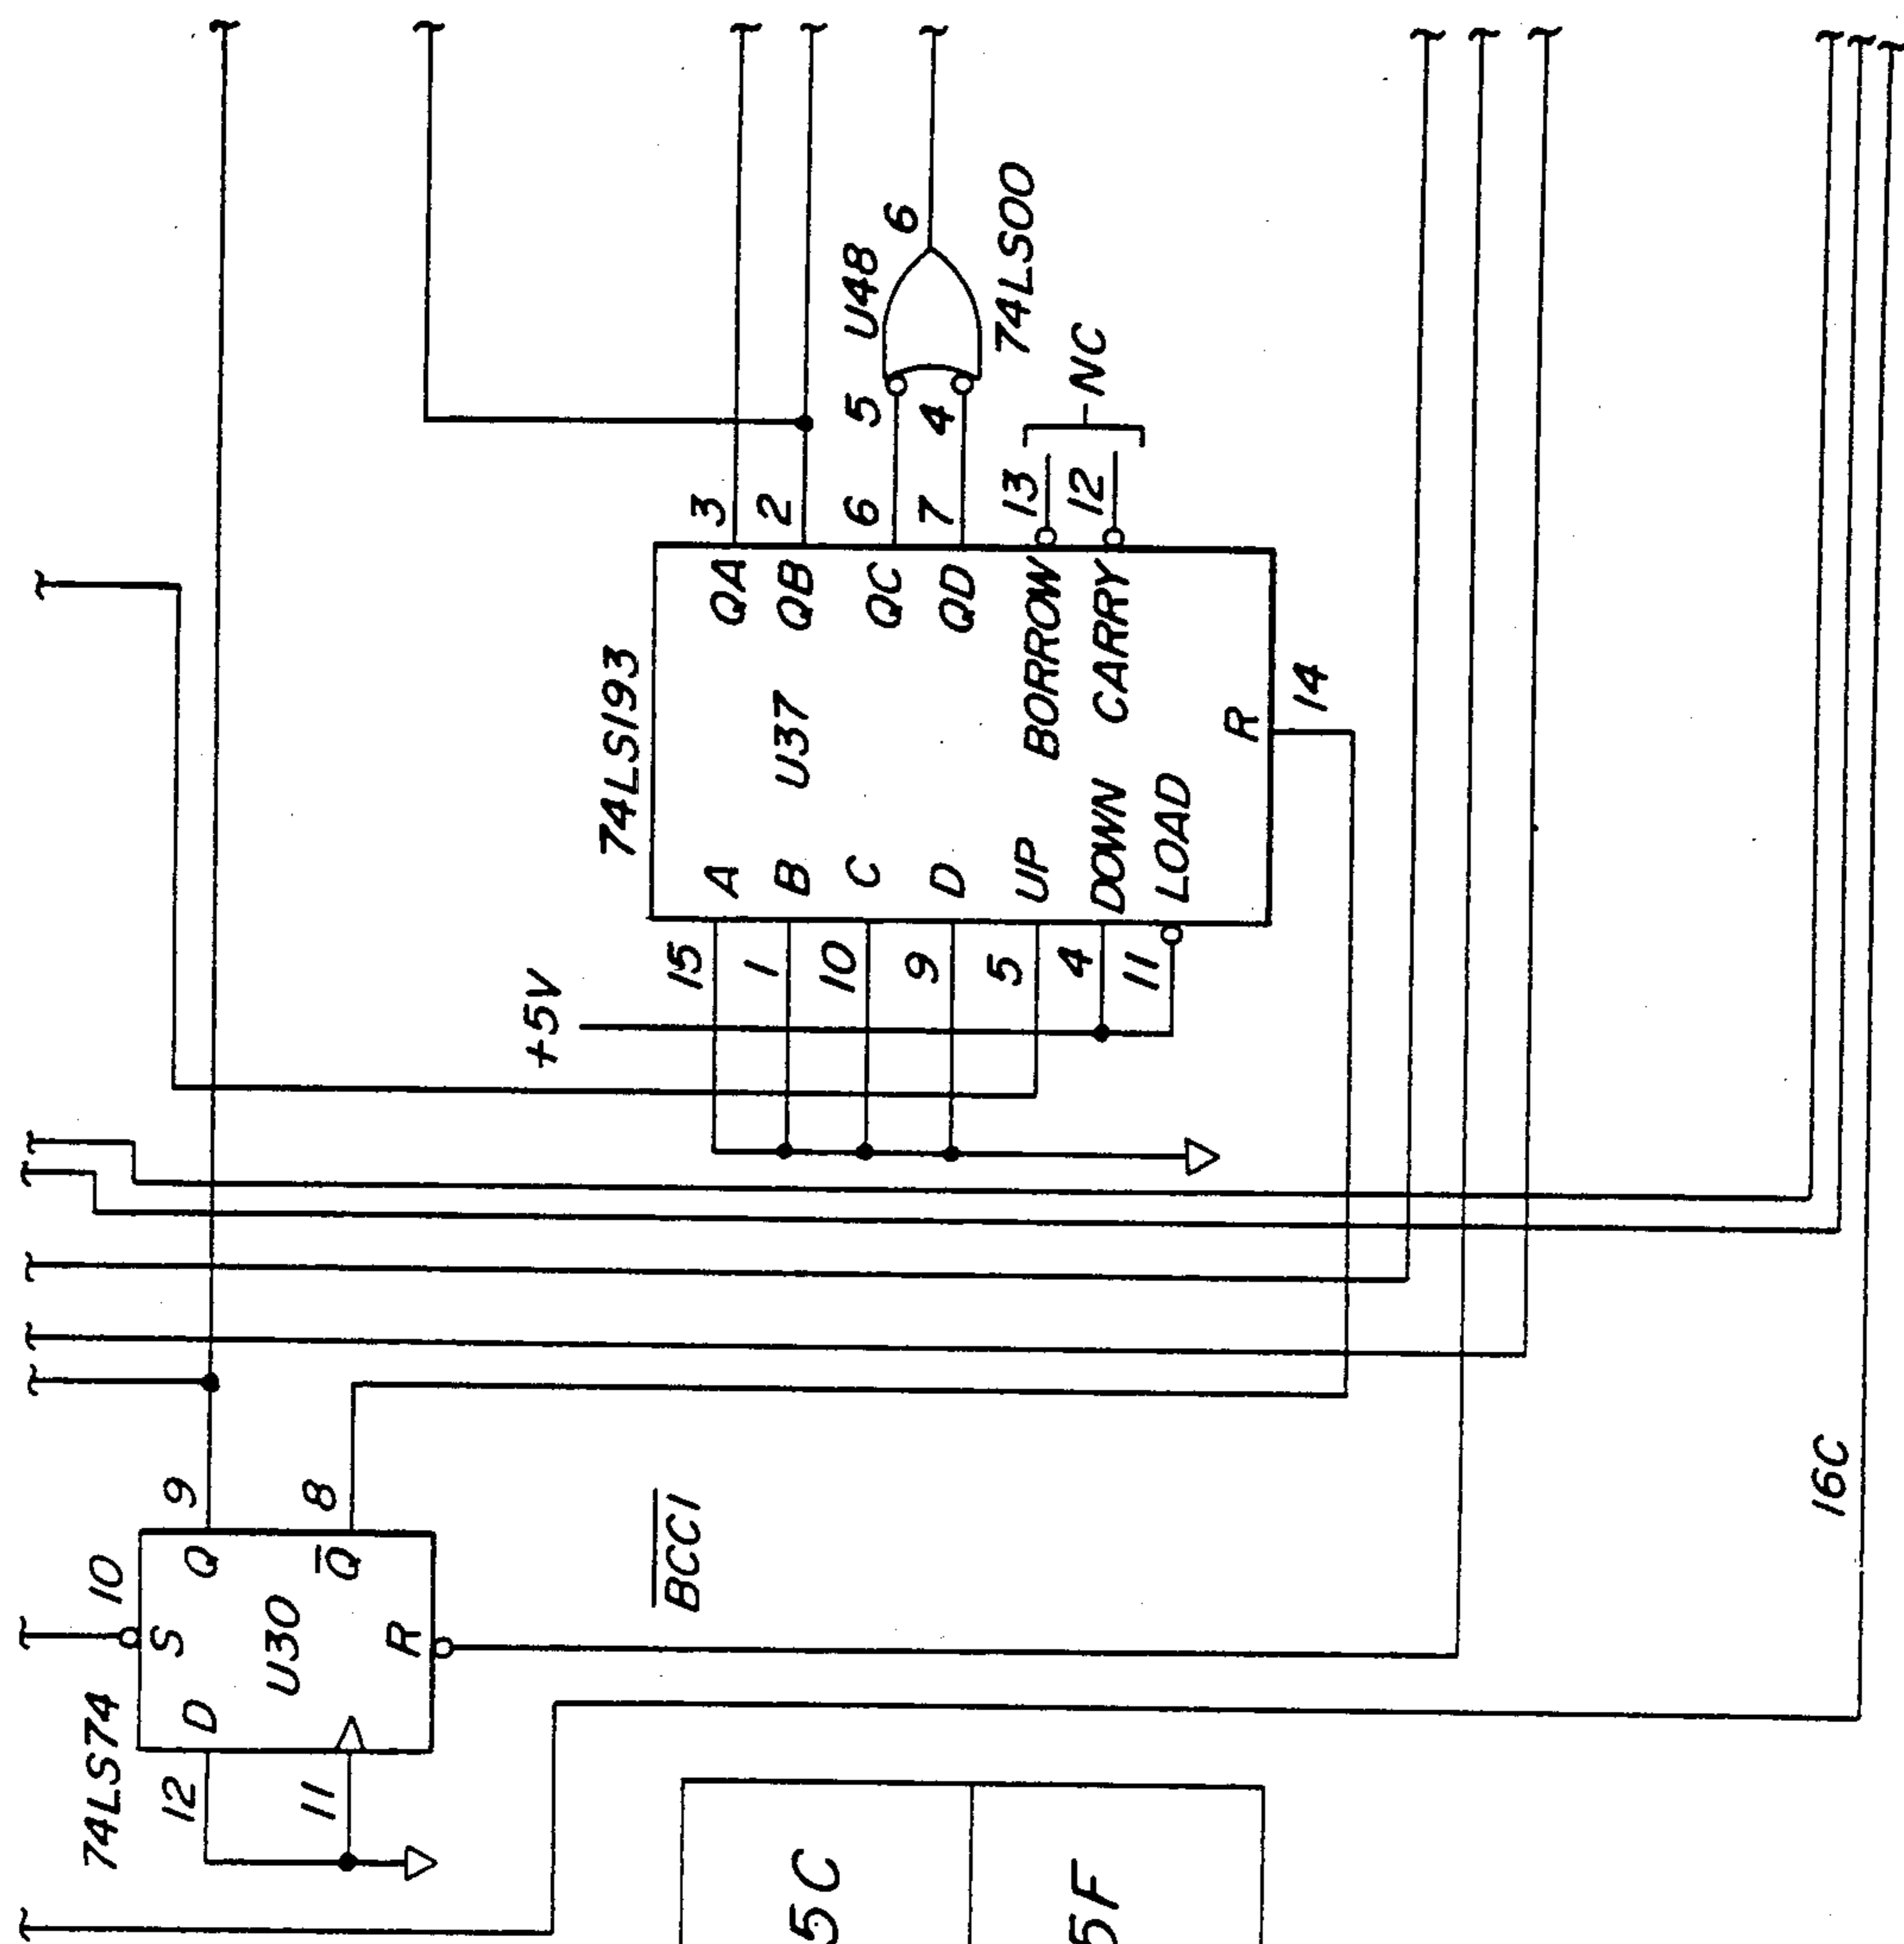 74LS74
10
12
D
S
Q
9
U30
11
Q̅
8
R
+5V
74LS193
B̅C̅C̅1̅
15
A
QA
3
1
B
U37
QB
2
5C
10
C
QC
6
5
U48
6
9
D
QD
7
4
74LS00
5
UP
BORROW
13
NC
5F
4
DOWN
CARRY
12
11
LOAD
R
14
16C